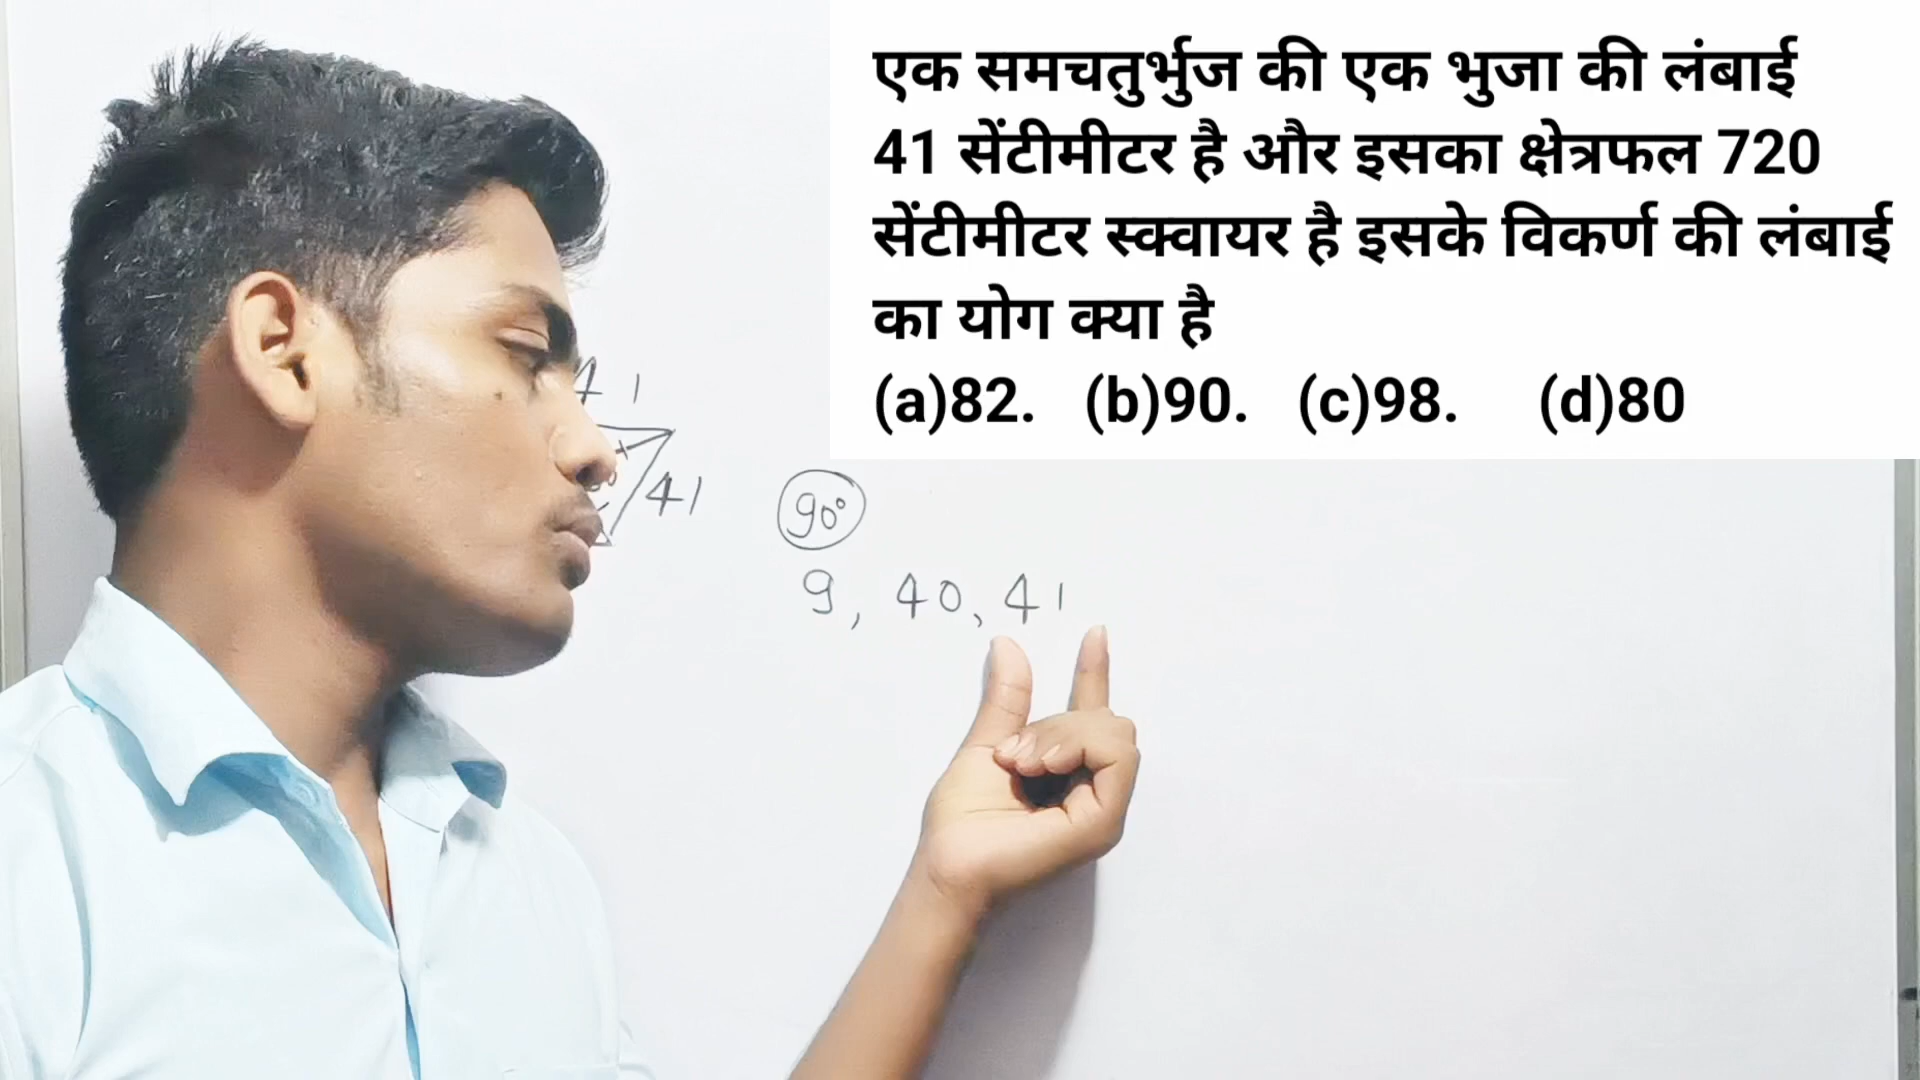 एक समचतुर्भुज की एक भुजा की लंबाई
41 सेंटीमीटर है और इसका क्षेत्रफल 720
सेंटीमीटर स्क्वायर है इसके विकर्ण की लंबाई
का योग क्या है
(a)82. (b)90. (c)98. (d)80
41
41
90°
9, 40, 41